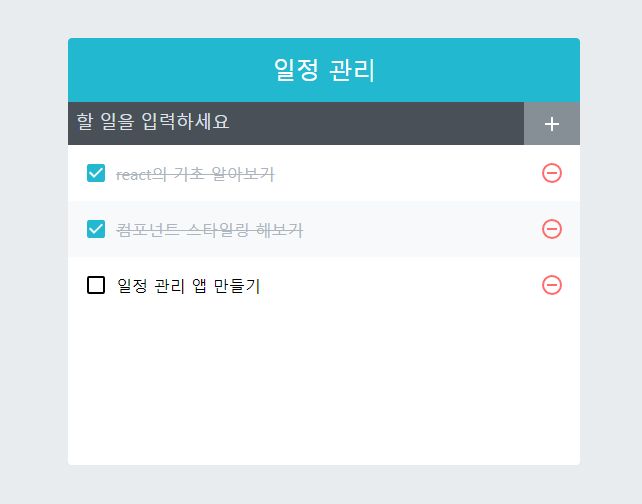 일정 관리
할 일을 입력하세요
react의 기초 알아보기
컴포넌트 스타일링 해보기
일정 관리 앱 만들기